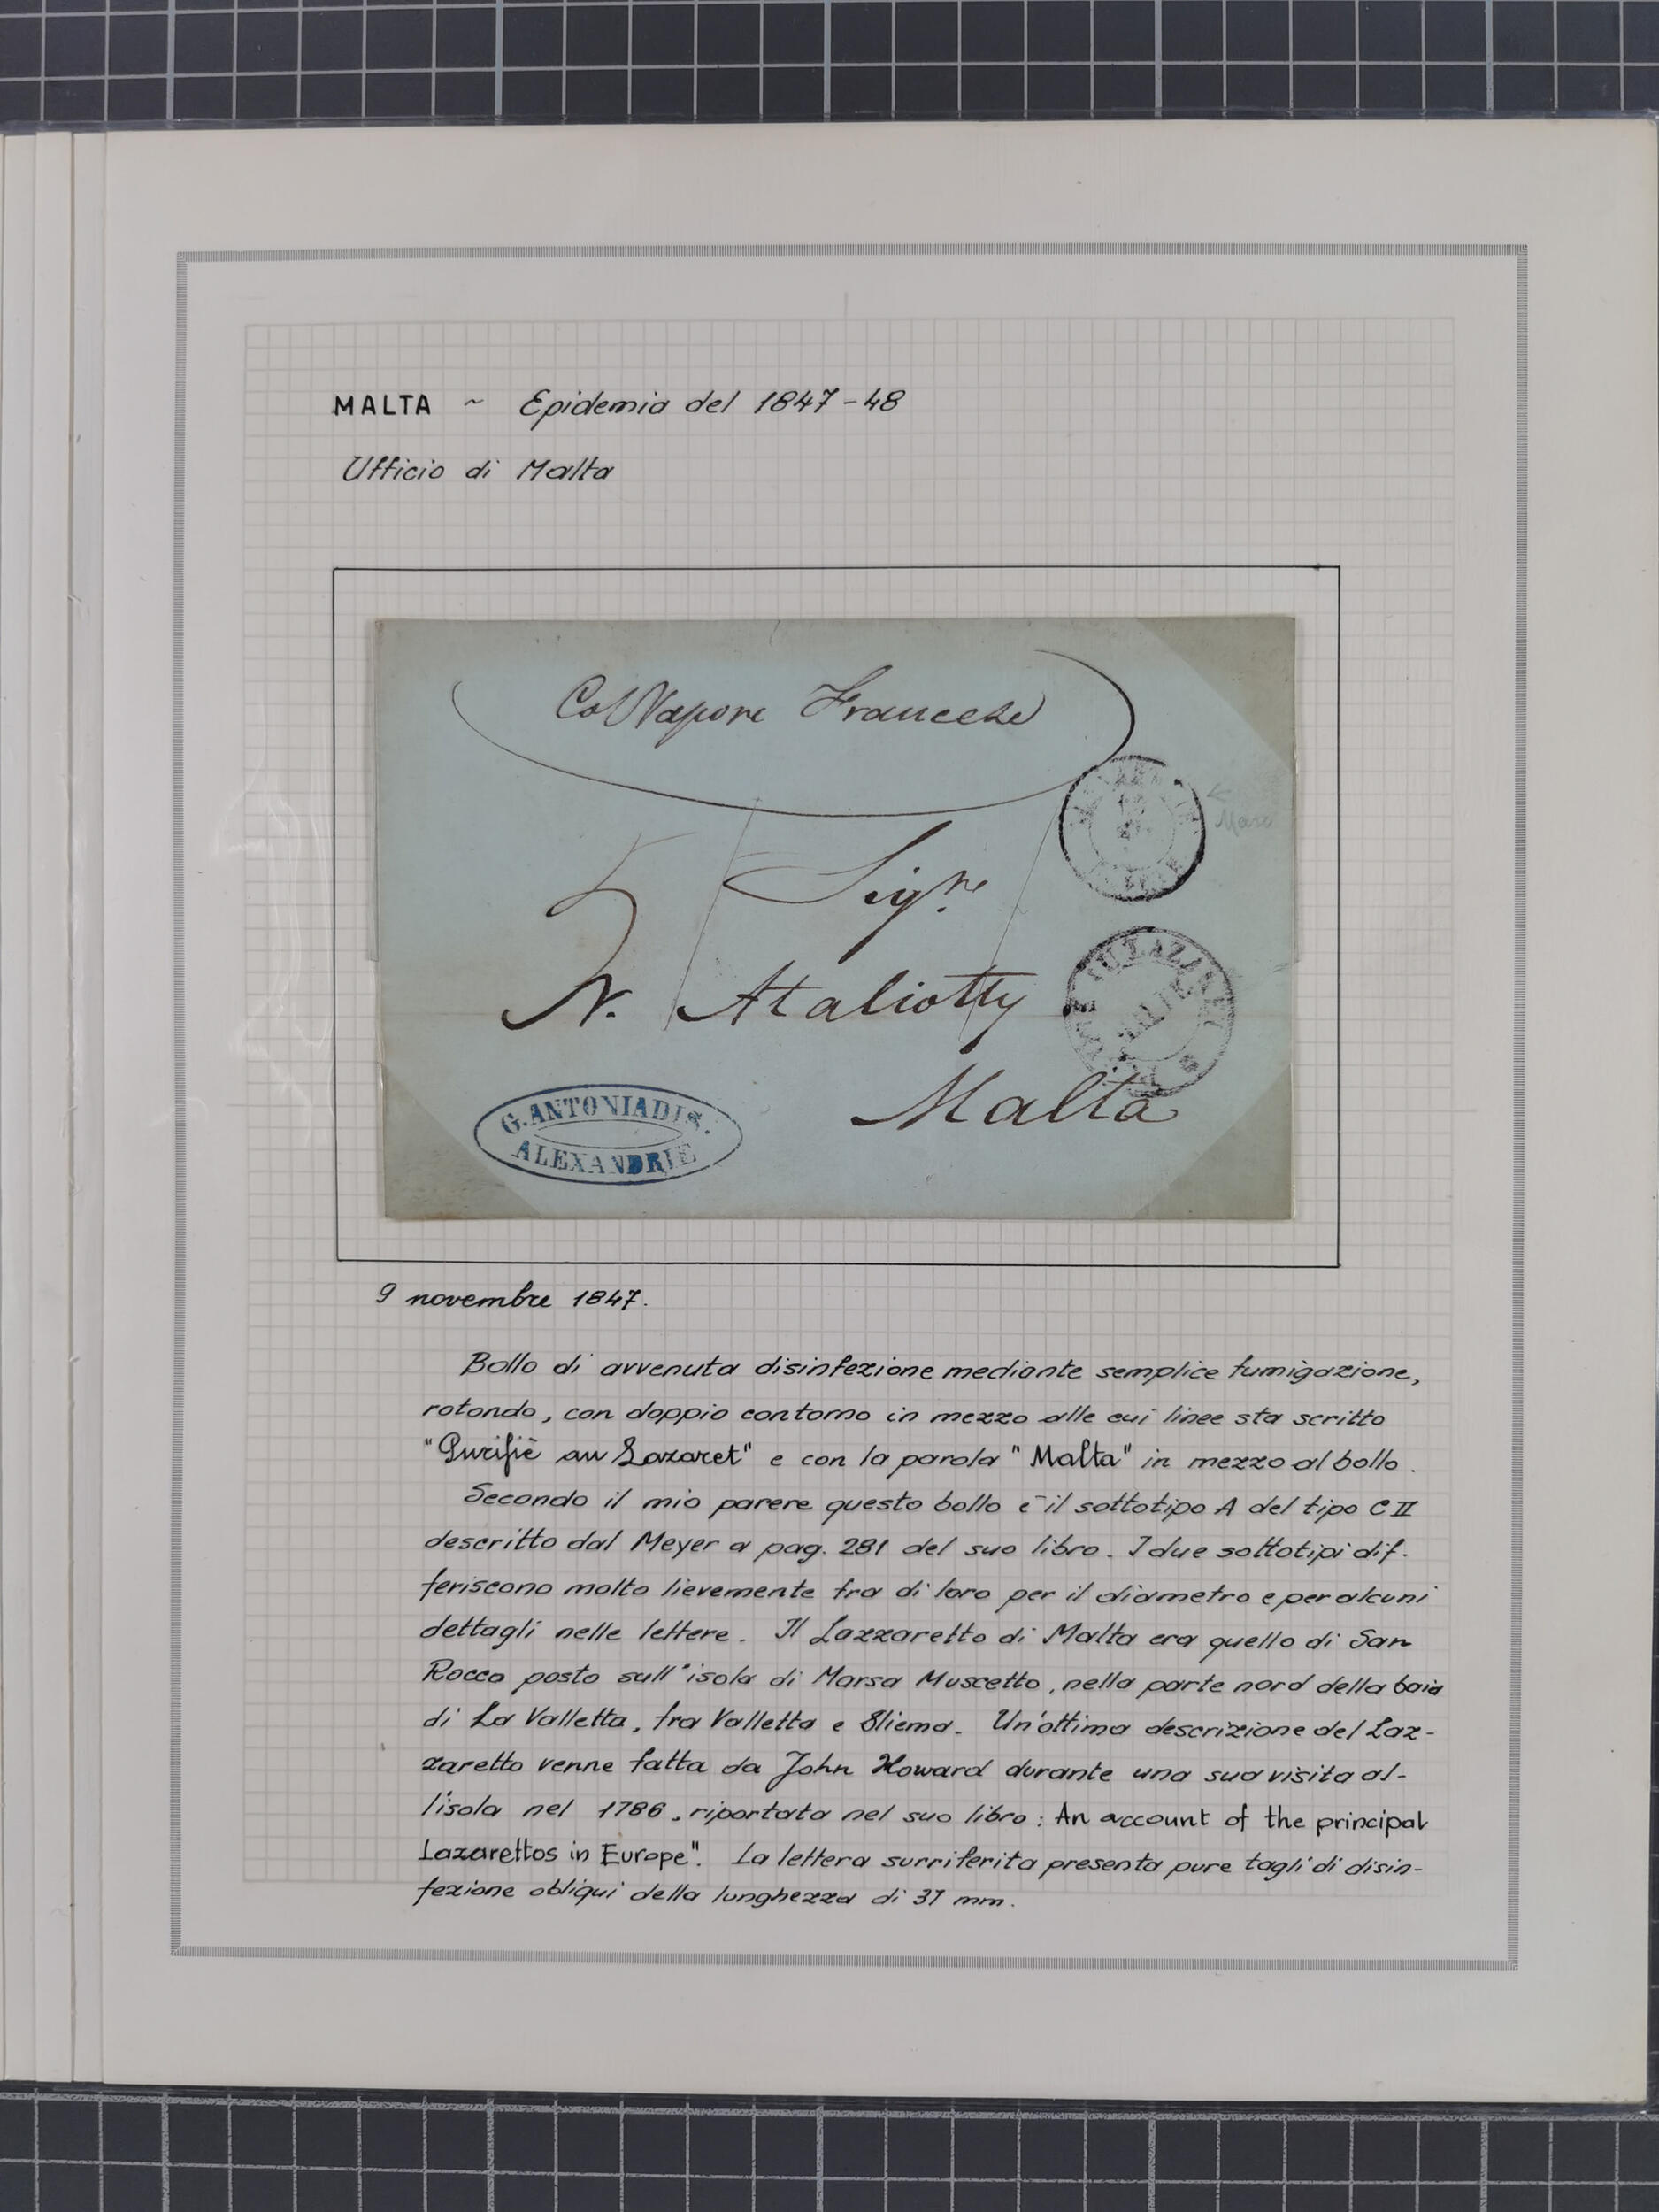 MALTA ~ Epidemia del 1847-48
Ufficio di Malta
Col Vapore Francese
Mare
Sigre
N. Ataliotty
AU LAZARET
MALTE
Malta
G. ANTONIADIS.
ALEXANDRIE
9 novembre 1847.
Bollo di avvenuta disinfezione mediante semplice fumigazione,
rotondo, con doppio contorno in mezzo alle cui linee sta scritto
"Purifiè au Lazaret" e con la parola "Malta" in mezzo al bollo.
Secondo il mio parere questo bollo è il sottotipo A del tipo C II
descritto dal Meyer a pag. 281 del suo libro. I due sottotipi dif-
feriscono molto lievemente fra di loro per il diametro e per alcuni
dettagli nelle lettere. Il Lazzaretto di Malta era quello di San
Rocco posto sull'isola di Marsa Muscetto, nella parte nord della baia
di La Valletta, fra Valletta e Sliema. Un'ottima descrizione del Laz-
zaretto venne fatta da John Howard durante una sua visita al-
l'isola nel 1786, riportata nel suo libro: An account of the principal
Lazarettos in Europe". La lettera surriferita presenta pure tagli di disin-
fezione obliqui della lunghezza di 37 mm.